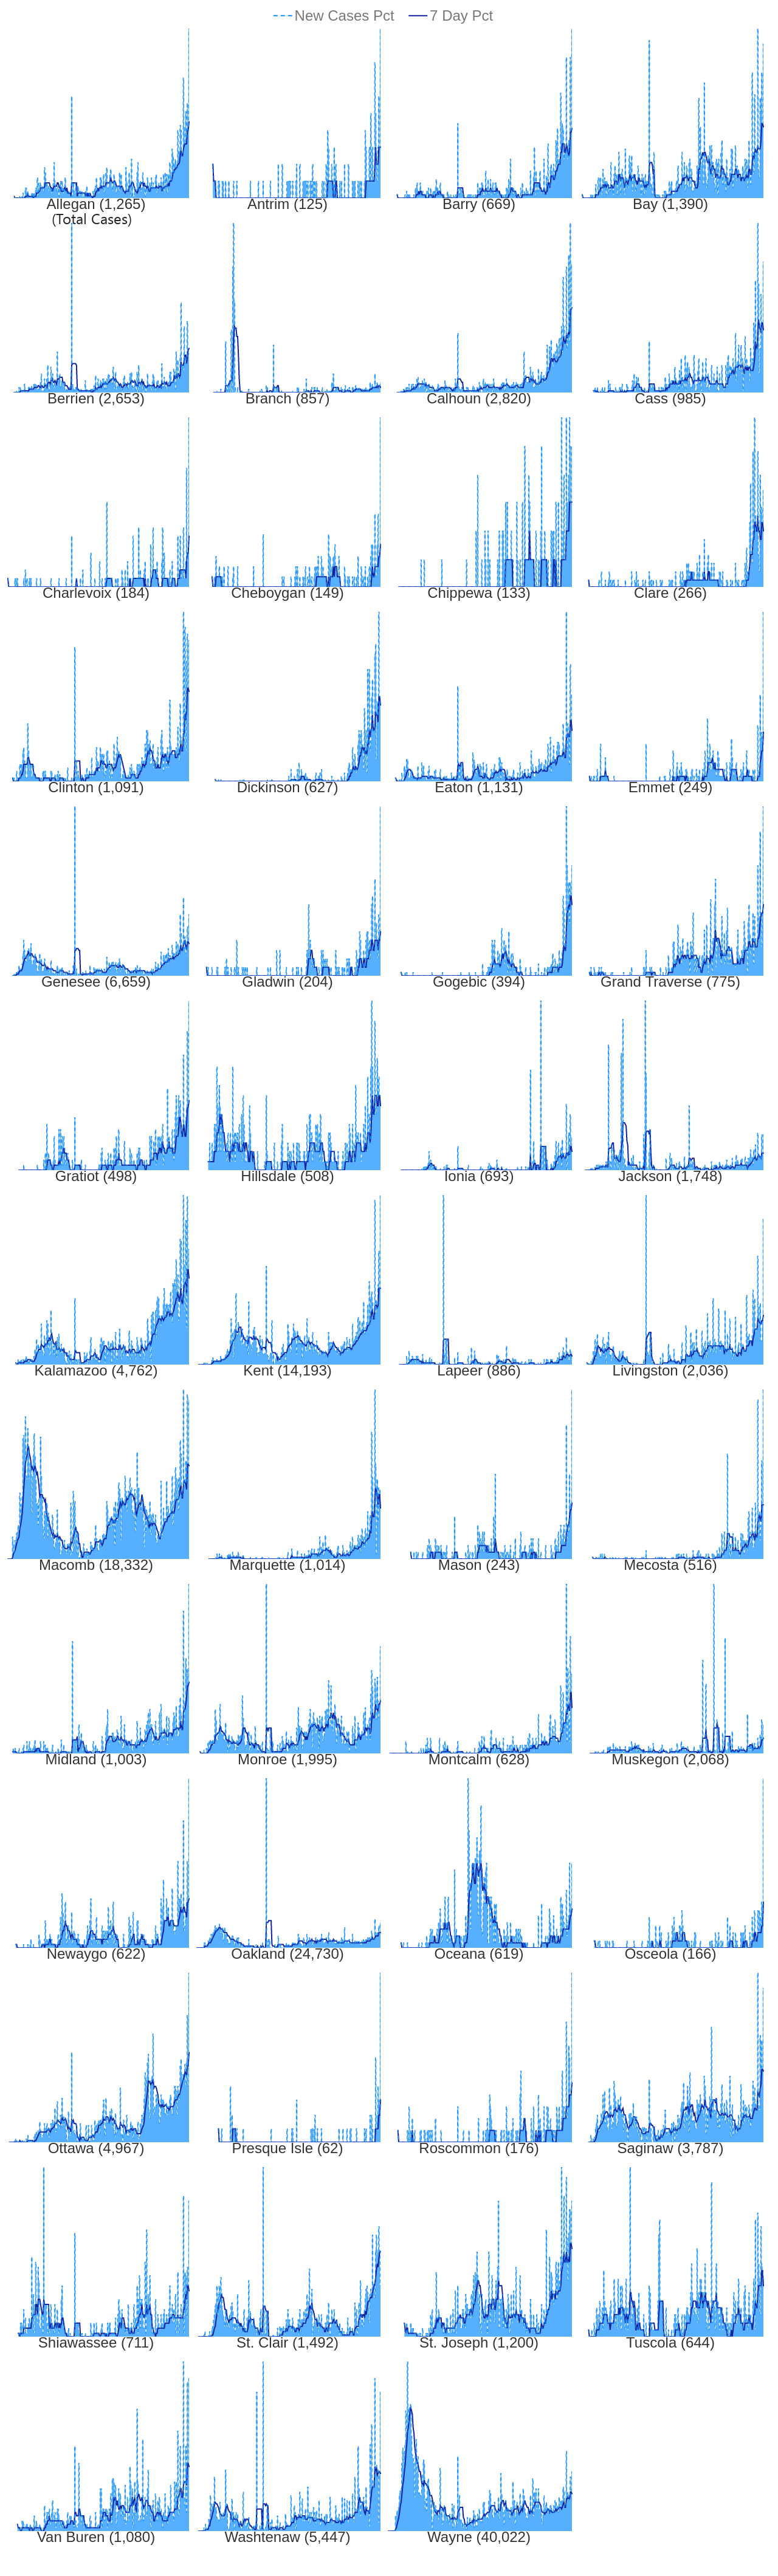 New Cases Pct 7 Day Pct
Allegan (1,265) Antrim (125) Barry (669) Bay (1,390)
(Total Cases)
Berrien (2,653) Branch (857) Calhoun (2,820) Cass (985)
Charlevoix (184) Cheboygan (149) Chippewa (133) Clare (266)
Clinton (1,091) Dickinson (627) Eaton (1,131) Emmet (249)
Genesee (6,659) Gladwin (204) Gogebic (394) Grand Traverse (775)
Gratiot (498) Hillsdale (508) Ionia (693) Jackson (1,748)
Kalamazoo (4,762) Kent (14,193) Lapeer (886) Livingston (2,036)
Macomb (18,332) Marquette (1,014) Mason (243) Mecosta (516)
Midland (1,003) Monroe (1,995) Montcalm (628) Muskegon (2,068)
Newaygo (622) Oakland (24,730) Oceana (619) Osceola (166)
Ottawa (4,967) Presque Isle (62) Roscommon (176) Saginaw (3,787)
Shiawassee (711) St. Clair (1,492) St. Joseph (1,200) Tuscola (644)
Van Buren (1,080) Washtenaw (5,447) Wayne (40,022)